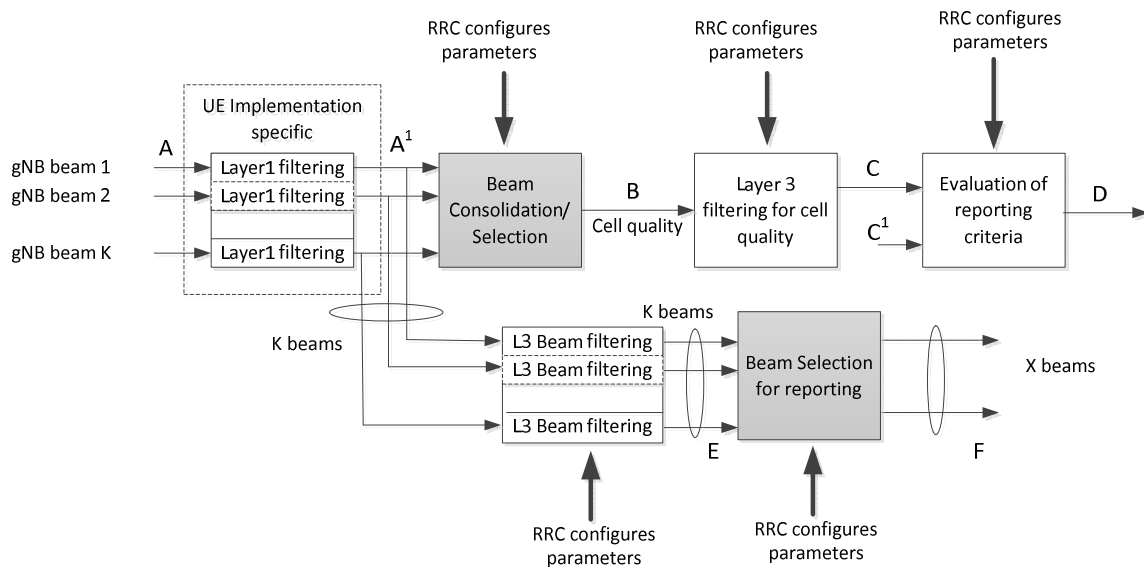 RRC configures
parameters
RRC configures
parameters
RRC configures
parameters
UE Implementation
specific
A
A1
gNB beam 1
Layer1 filtering
gNB beam 2
Layer1 filtering
gNB beam K
Layer1 filtering
Beam
Consolidation/
Selection
B
Cell quality
Layer 3
filtering for cell
quality
C
C1
Evaluation of
reporting
criteria
D
K beams
L3 Beam filtering
L3 Beam filtering
L3 Beam filtering
K beams
E
Beam Selection
for reporting
X beams
F
RRC configures
parameters
RRC configures
parameters